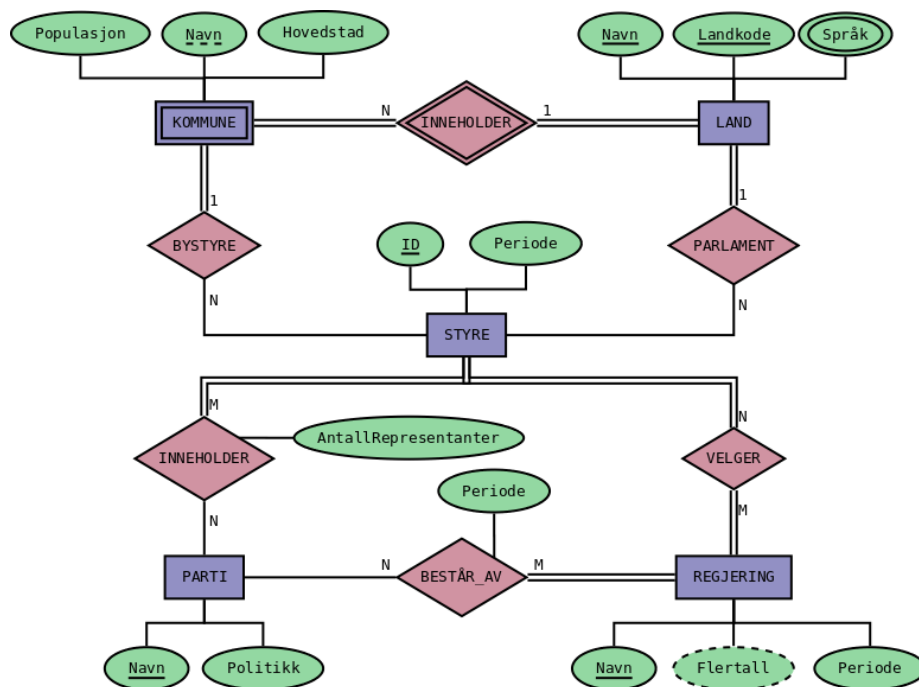 Populasjon
Navn
Hovedstad
Navn
Landkode
Språk
KOMMUNE
N
INNEHOLDER
1
LAND
1
1
BYSTYRE
ID
Periode
PARLAMENT
N
N
STYRE
M
N
AntallRepresentanter
INNEHOLDER
VELGER
Periode
N
M
PARTI
N
BESTÅR_AV
M
REGJERING
Navn
Politikk
Navn
Flertall
Periode